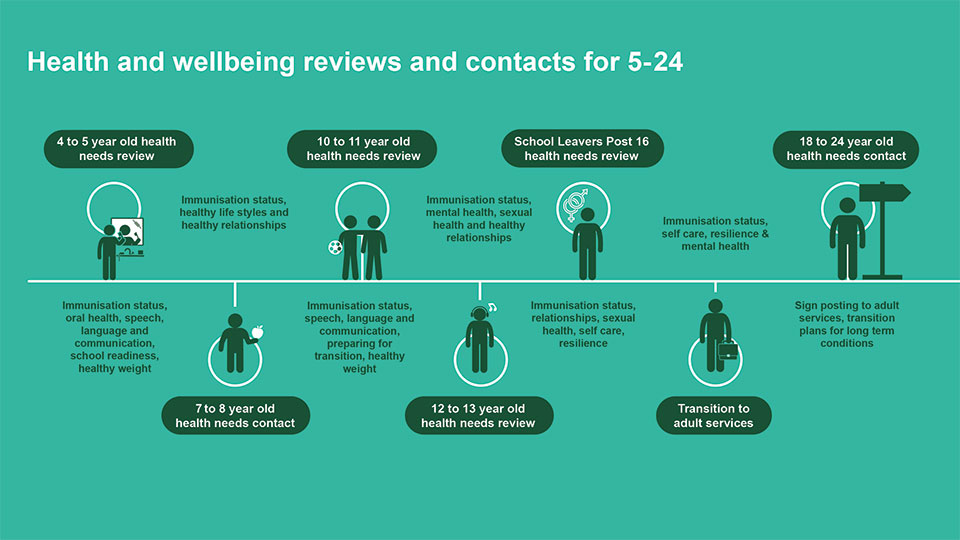 Health and wellbeing reviews and contacts for 5-24
4 to 5 year old health
needs review
Immunisation status,
oral health, speech,
language and
communication,
school readiness,
healthy weight
Immunisation status,
healthy life styles and
healthy relationships
7 to 8 year old
health needs contact
10 to 11 year old
health needs review
Immunisation status,
speech, language and
communication,
preparing for
transition, healthy
weight
Immunisation status,
mental health, sexual
health and healthy
relationships
12 to 13 year old
health needs review
School Leavers Post 16
health needs review
Immunisation status,
relationships, sexual
health, self care,
resilience
Immunisation status,
self care, resilience &
mental health
Transition to
adult services
18 to 24 year old
health needs contact
Sign posting to adult
services, transition
plans for long term
conditions